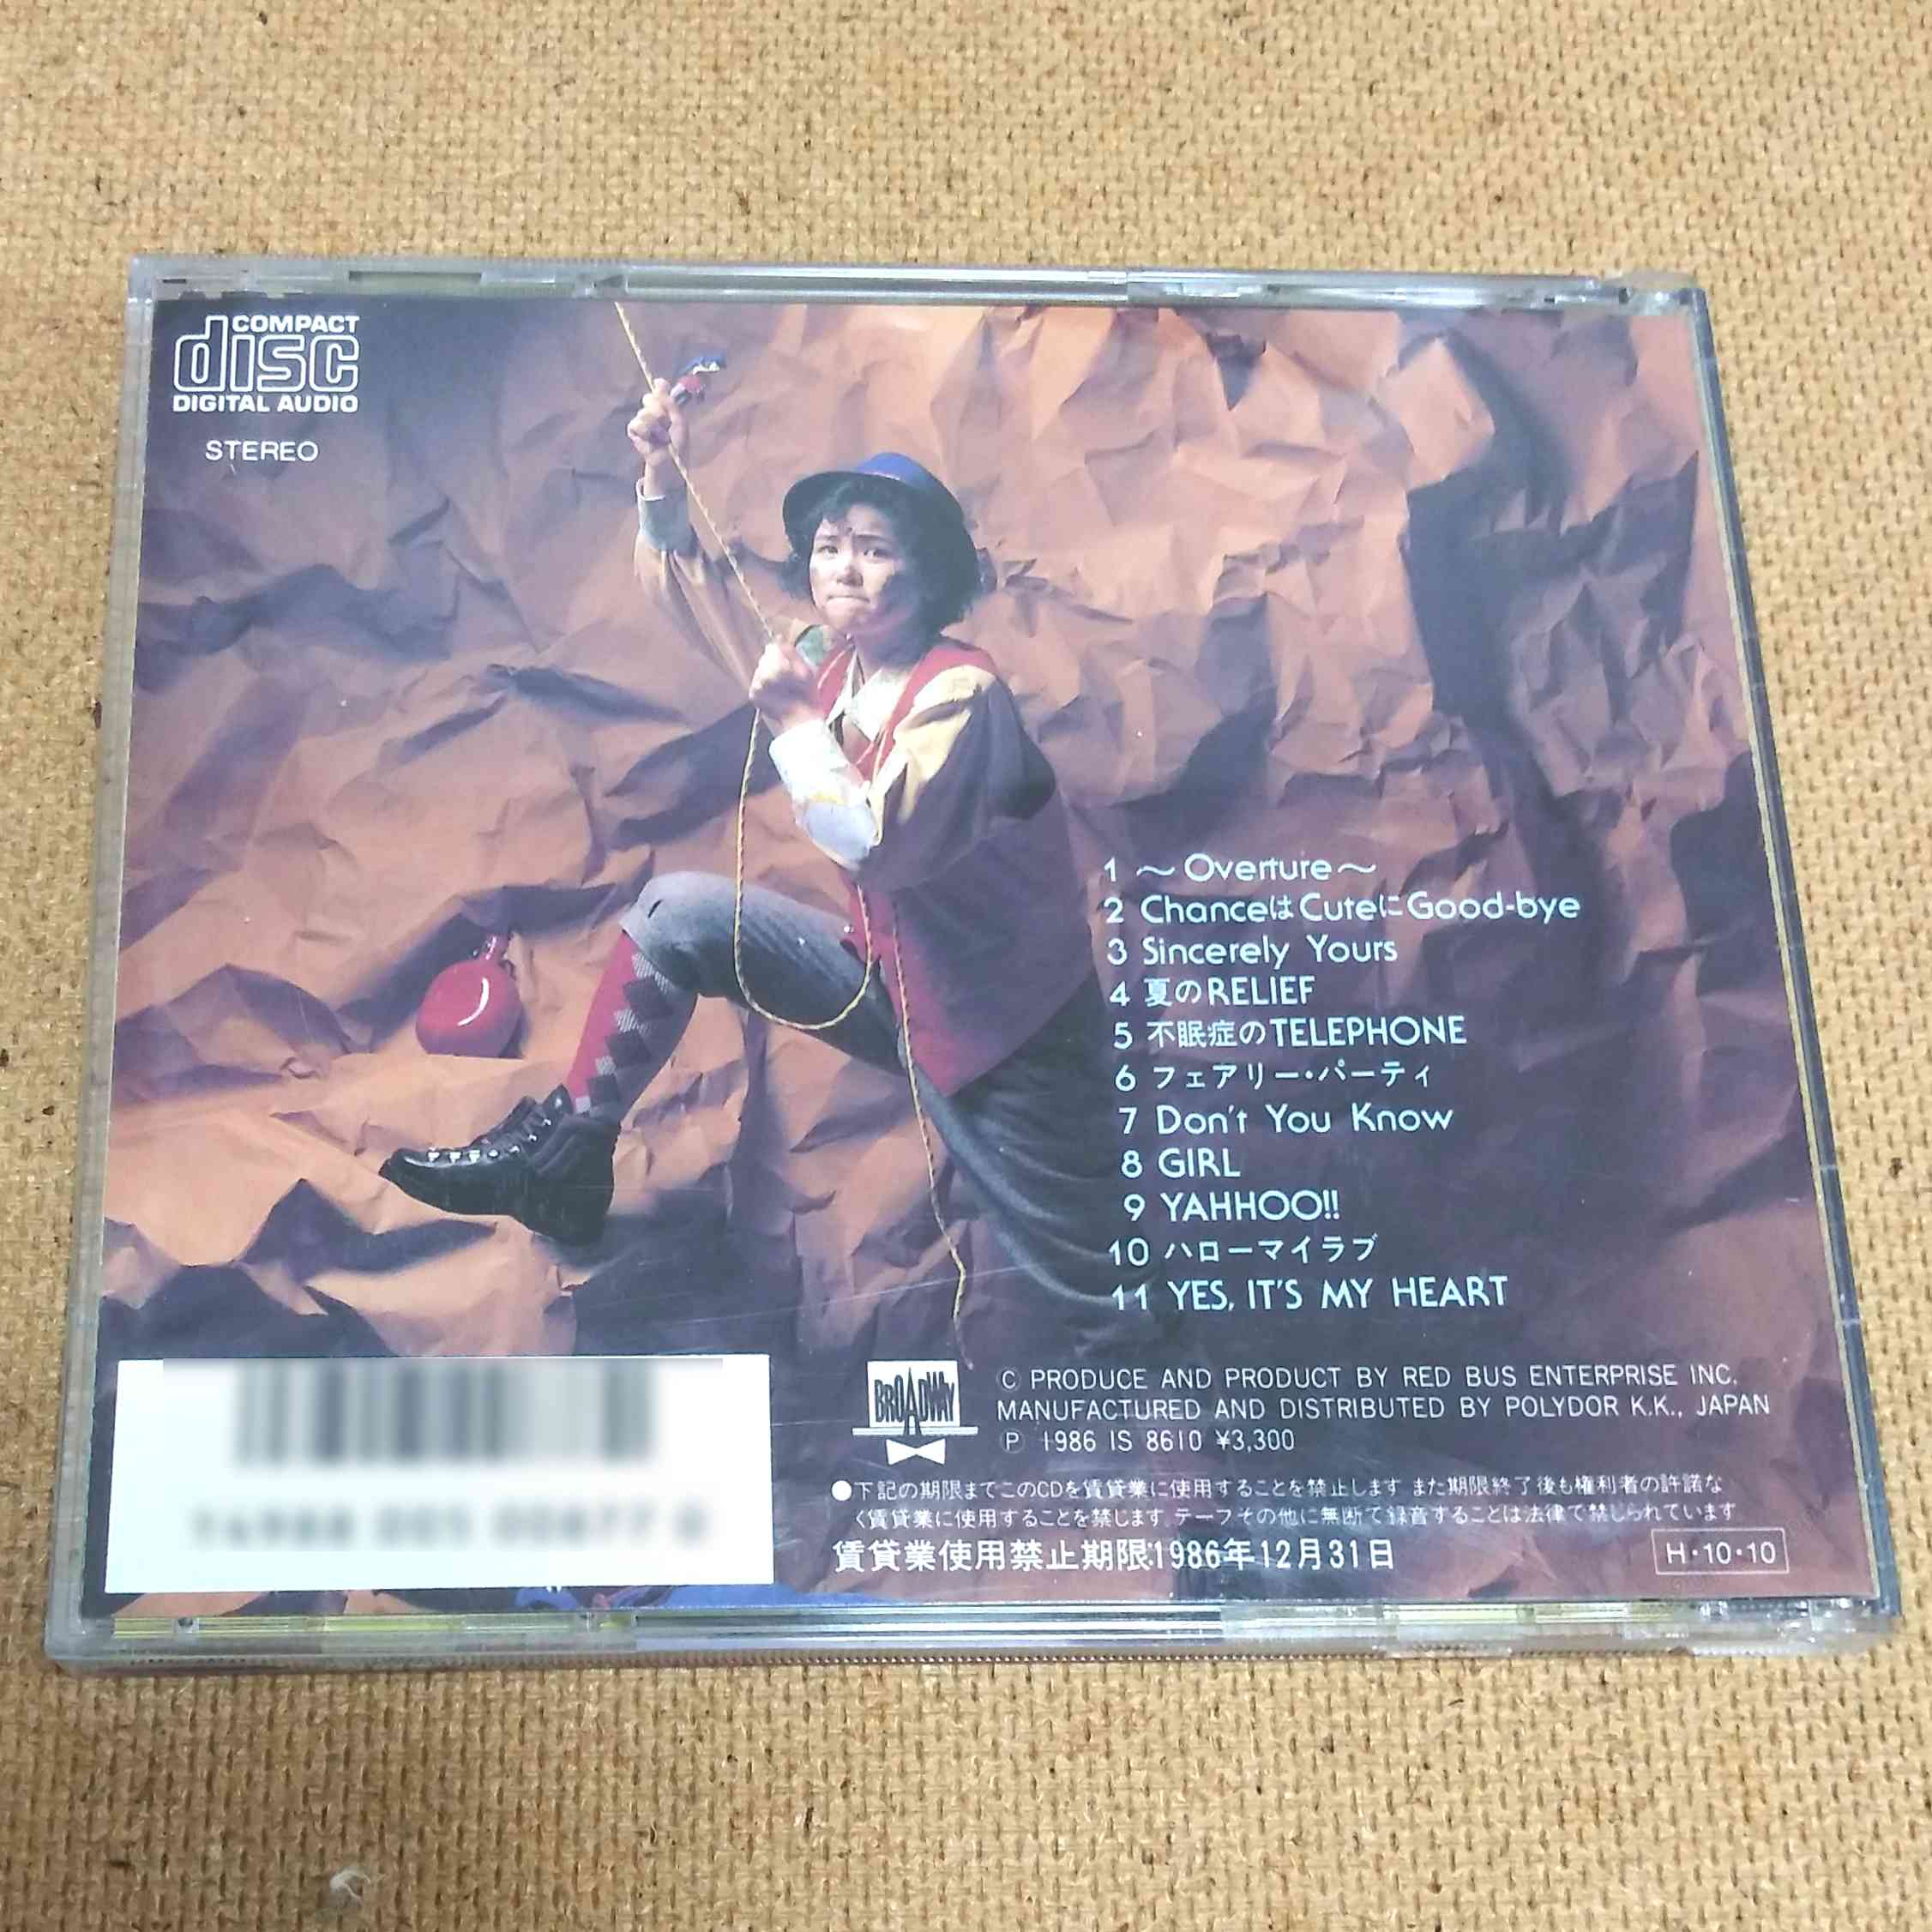 COMPACT
disc
DIGITAL AUDIO
STEREO
1 ～Overture～
2 ChanceはCuteにGood-bye
3 Sincerely Yours
4 夏のRELIEF
5 不眠症のTELEPHONE
6 フェアリー・パーティ
7 Don't You Know
8 GIRL
9 YAHHOO!!
10 ハローマイラブ
11 YES, IT'S MY HEART
BROADWAY
Ⓒ PRODUCE AND PRODUCT BY RED BUS ENTERPRISE INC.
MANUFACTURED AND DISTRIBUTED BY POLYDOR K.K., JAPAN
Ⓟ 1986 IS 8610 ¥3,300
●下記の期限までこのCDを賃貸業に使用することを禁止します また期限終了後も権利者の許諾な
く賃貸業に使用することを禁じます。テープその他に無断で録音することは法律で禁じられています
賃貸業使用禁止期限:1986年12月31日
H・10・10